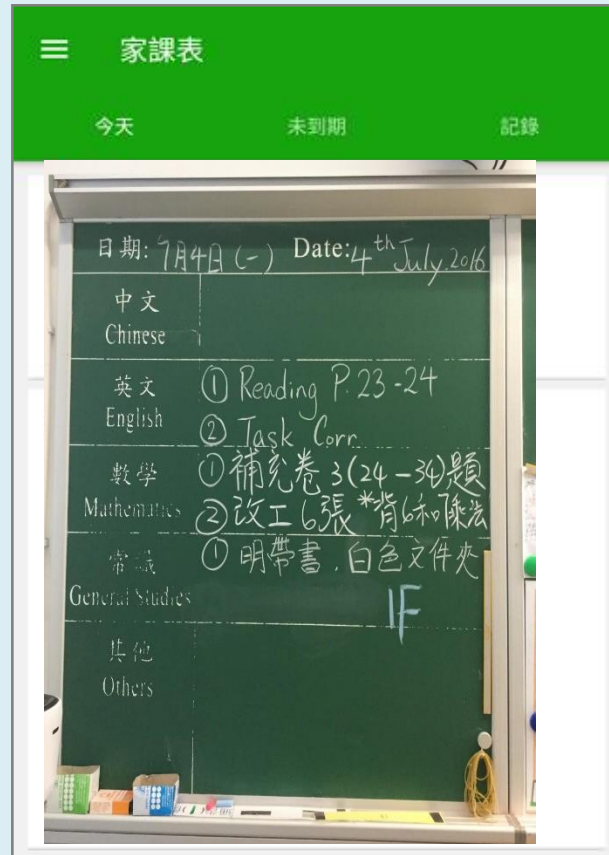 家課表
今天 未到期 記錄
日期: 7月4日(一) Date: 4th July, 2016
中文
Chinese
英文 ① Reading P.23-24
English ② Task Corr.
數學 ① 補充卷3(24-34)題
Mathematics ② 改工6張 *背6和乘法
常識 ① 明帶書、白色文件夾
General Studies
1F
其他
Others